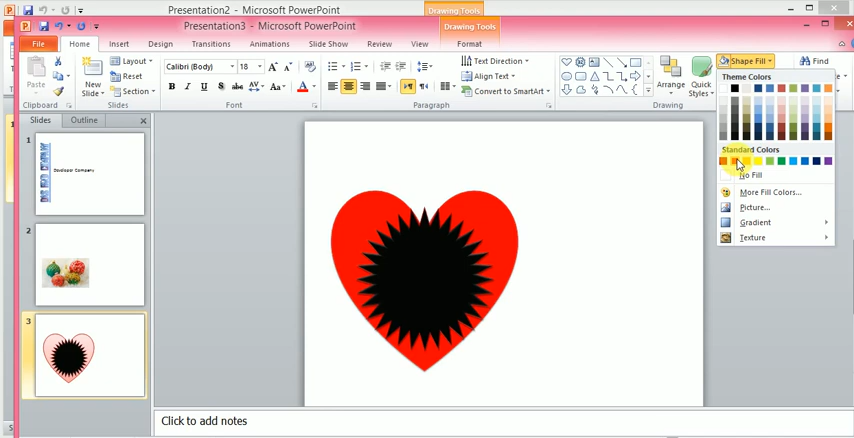 Presentation2 - Microsoft PowerPoint
Drawing Tools
Presentation3 - Microsoft PowerPoint
Drawing Tools
File Home Insert Design Transitions Animations Slide Show Review View Format
Paste
Clipboard
New Slide
Layout
Reset
Section
Slides
Calibri (Body) 18
B I U S abc AV Aa A
Font
Paragraph
Text Direction
Align Text
Convert to SmartArt
Arrange
Quick Styles
Drawing
Shape Fill
Find
Theme Colors
Standard Colors
No Fill
More Fill Colors...
Picture...
Gradient
Texture
Slides Outline
1
Developer Company
2
3
Click to add notes